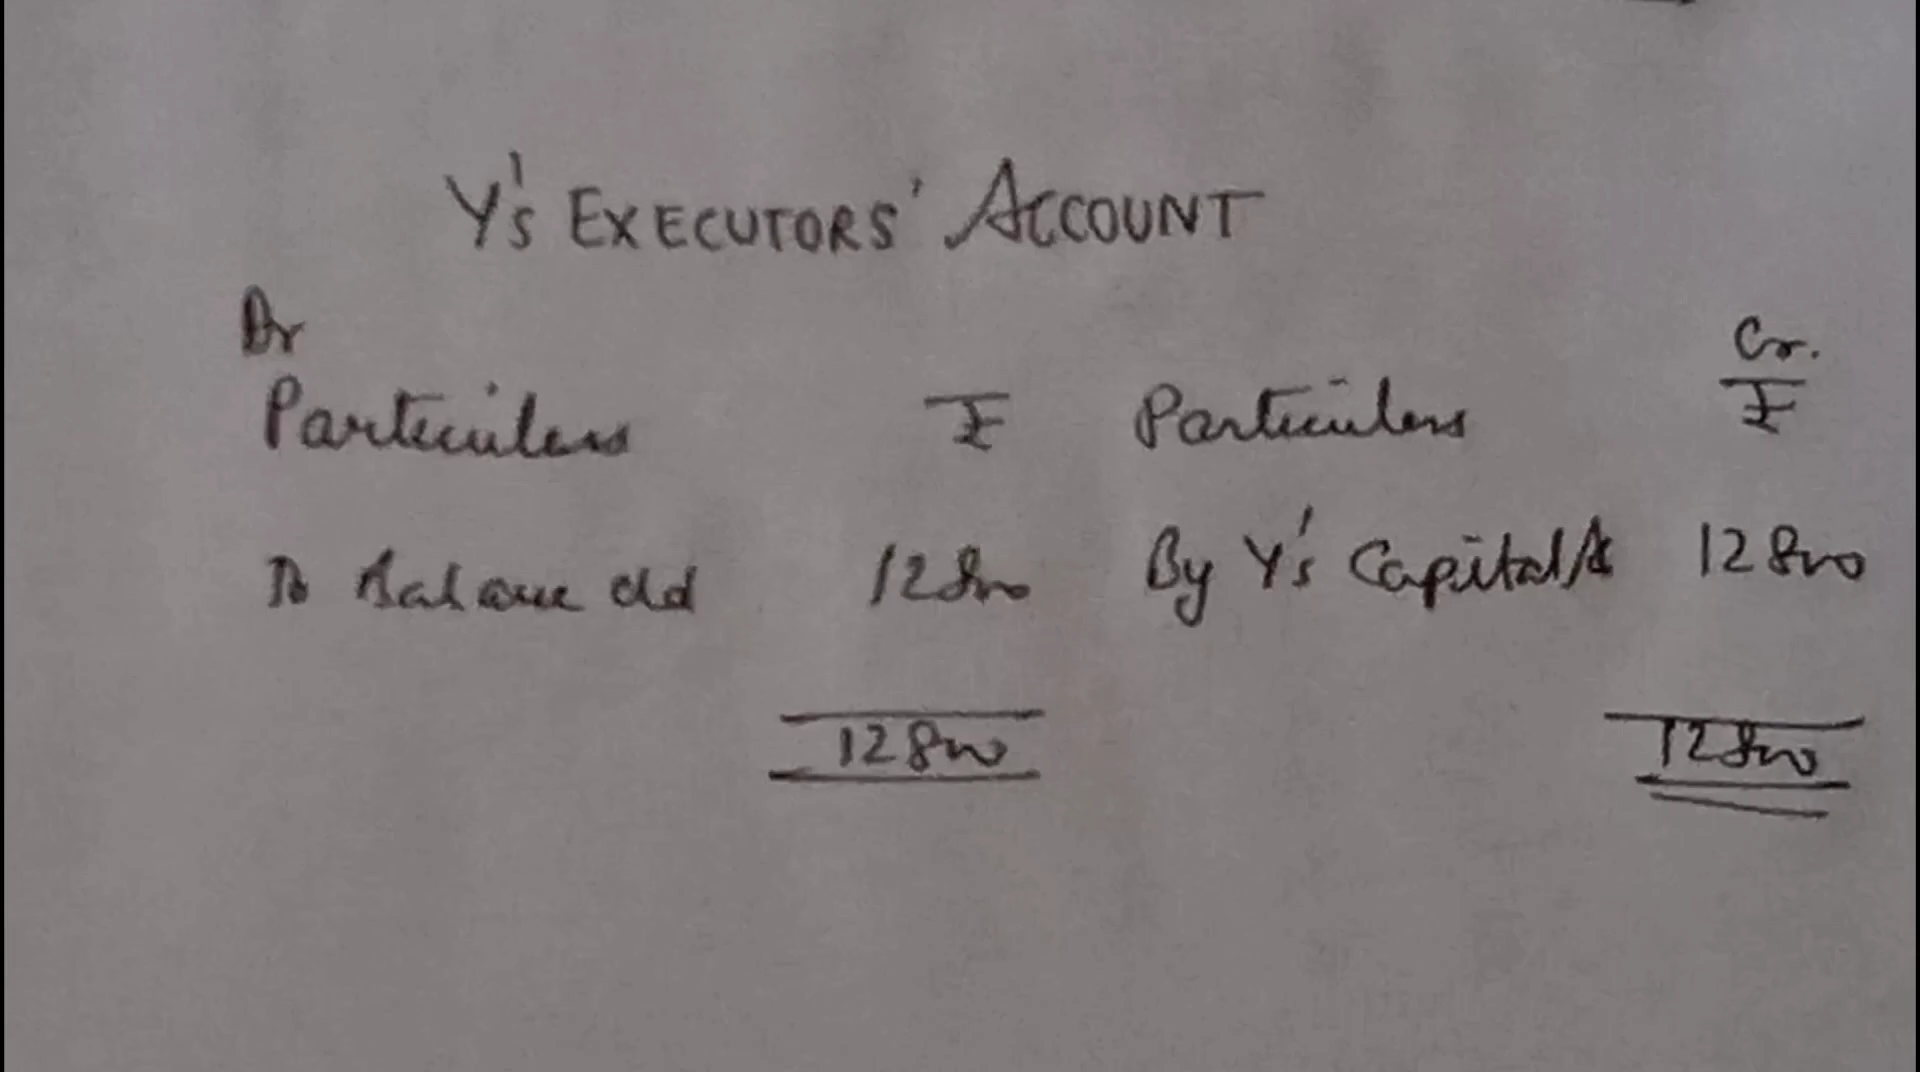 Y's EXECUTORS' ACCOUNT
Dr
Cr.
Particulars ₹ Particulars ₹
To Balance c/d 12800 By Y's Capital A/c 12800
12800 12800